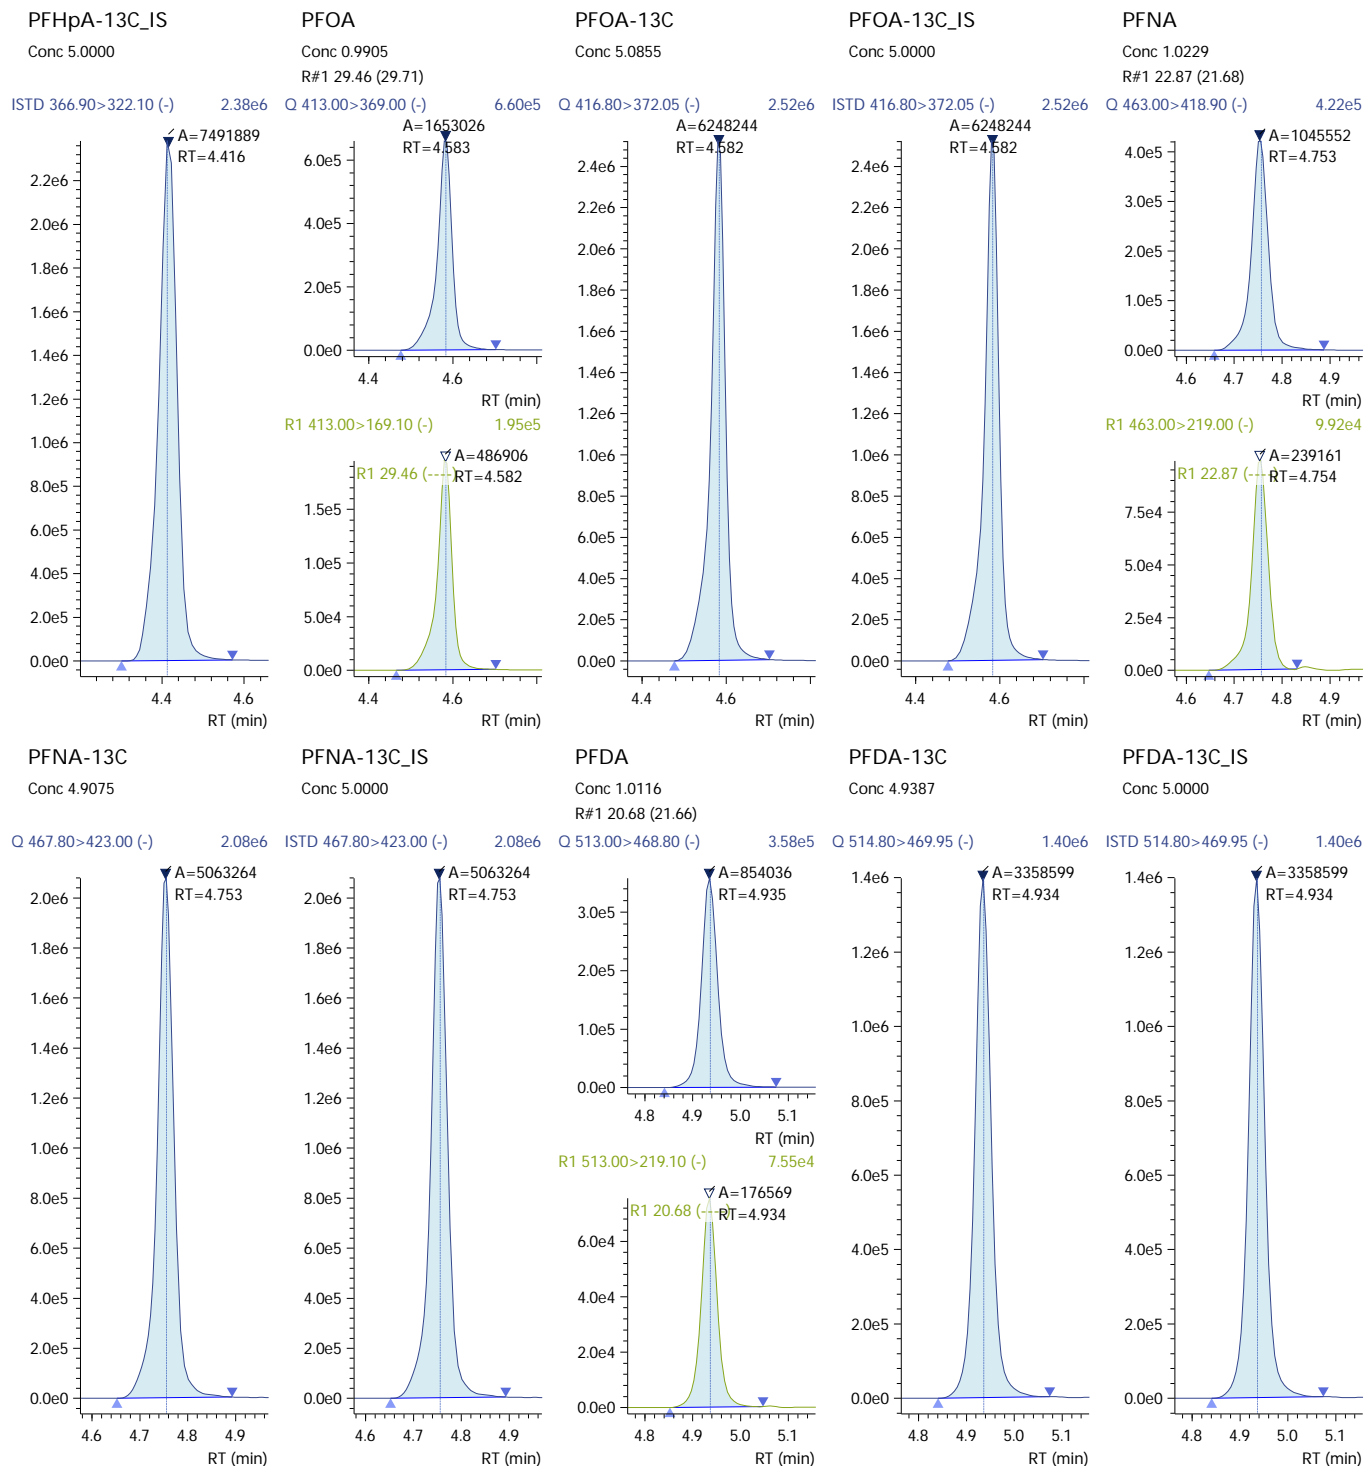 PFHpA-13C_IS
Conc 5.0000
ISTD 366.90>322.10 (-) 2.38e6
A=7491889
RT=4.416
2.2e6
2.0e6
1.8e6
1.6e6
1.4e6
1.2e6
1.0e6
8.0e5
6.0e5
4.0e5
2.0e5
0.0e0
4.4 4.6
RT (min)
PFOA
Conc 0.9905
R#1 29.46 (29.71)
Q 413.00>369.00 (-) 6.60e5
A=1653026
RT=4.583
6.0e5
4.0e5
2.0e5
0.0e0
4.4 4.6
RT (min)
R1 413.00>169.10 (-) 1.95e5
A=486906
R1 29.46 (----)
RT=4.582
1.5e5
1.0e5
5.0e4
0.0e0
4.4 4.6
RT (min)
PFOA-13C
Conc 5.0855
Q 416.80>372.05 (-) 2.52e6
A=6248244
RT=4.582
2.4e6
2.2e6
2.0e6
1.8e6
1.6e6
1.4e6
1.2e6
1.0e6
8.0e5
6.0e5
4.0e5
2.0e5
0.0e0
4.4 4.6
RT (min)
PFOA-13C_IS
Conc 5.0000
ISTD 416.80>372.05 (-) 2.52e6
A=6248244
RT=4.582
2.4e6
2.2e6
2.0e6
1.8e6
1.6e6
1.4e6
1.2e6
1.0e6
8.0e5
6.0e5
4.0e5
2.0e5
0.0e0
4.4 4.6
RT (min)
PFNA
Conc 1.0229
R#1 22.87 (21.68)
Q 463.00>418.90 (-) 4.22e5
A=1045552
RT=4.753
4.0e5
3.0e5
2.0e5
1.0e5
0.0e0
4.6 4.7 4.8 4.9
RT (min)
R1 463.00>219.00 (-) 9.92e4
A=239161
R1 22.87 (----)
RT=4.754
7.5e4
5.0e4
2.5e4
0.0e0
4.6 4.7 4.8 4.9
RT (min)
PFNA-13C
Conc 4.9075
Q 467.80>423.00 (-) 2.08e6
A=5063264
RT=4.753
2.0e6
1.8e6
1.6e6
1.4e6
1.2e6
1.0e6
8.0e5
6.0e5
4.0e5
2.0e5
0.0e0
4.6 4.7 4.8 4.9
RT (min)
PFNA-13C_IS
Conc 5.0000
ISTD 467.80>423.00 (-) 2.08e6
A=5063264
RT=4.753
2.0e6
1.8e6
1.6e6
1.4e6
1.2e6
1.0e6
8.0e5
6.0e5
4.0e5
2.0e5
0.0e0
4.6 4.7 4.8 4.9
RT (min)
PFDA
Conc 1.0116
R#1 20.68 (21.66)
Q 513.00>468.80 (-) 3.58e5
A=854036
RT=4.935
3.0e5
2.0e5
1.0e5
0.0e0
4.8 4.9 5.0 5.1
RT (min)
R1 513.00>219.10 (-) 7.55e4
A=176569
R1 20.68 (----)
RT=4.934
6.0e4
4.0e4
2.0e4
0.0e0
4.8 4.9 5.0 5.1
RT (min)
PFDA-13C
Conc 4.9387
Q 514.80>469.95 (-) 1.40e6
A=3358599
RT=4.934
1.4e6
1.2e6
1.0e6
8.0e5
6.0e5
4.0e5
2.0e5
0.0e0
4.8 4.9 5.0 5.1
RT (min)
PFDA-13C_IS
Conc 5.0000
ISTD 514.80>469.95 (-) 1.40e6
A=3358599
RT=4.934
1.4e6
1.2e6
1.0e6
8.0e5
6.0e5
4.0e5
2.0e5
0.0e0
4.8 4.9 5.0 5.1
RT (min)